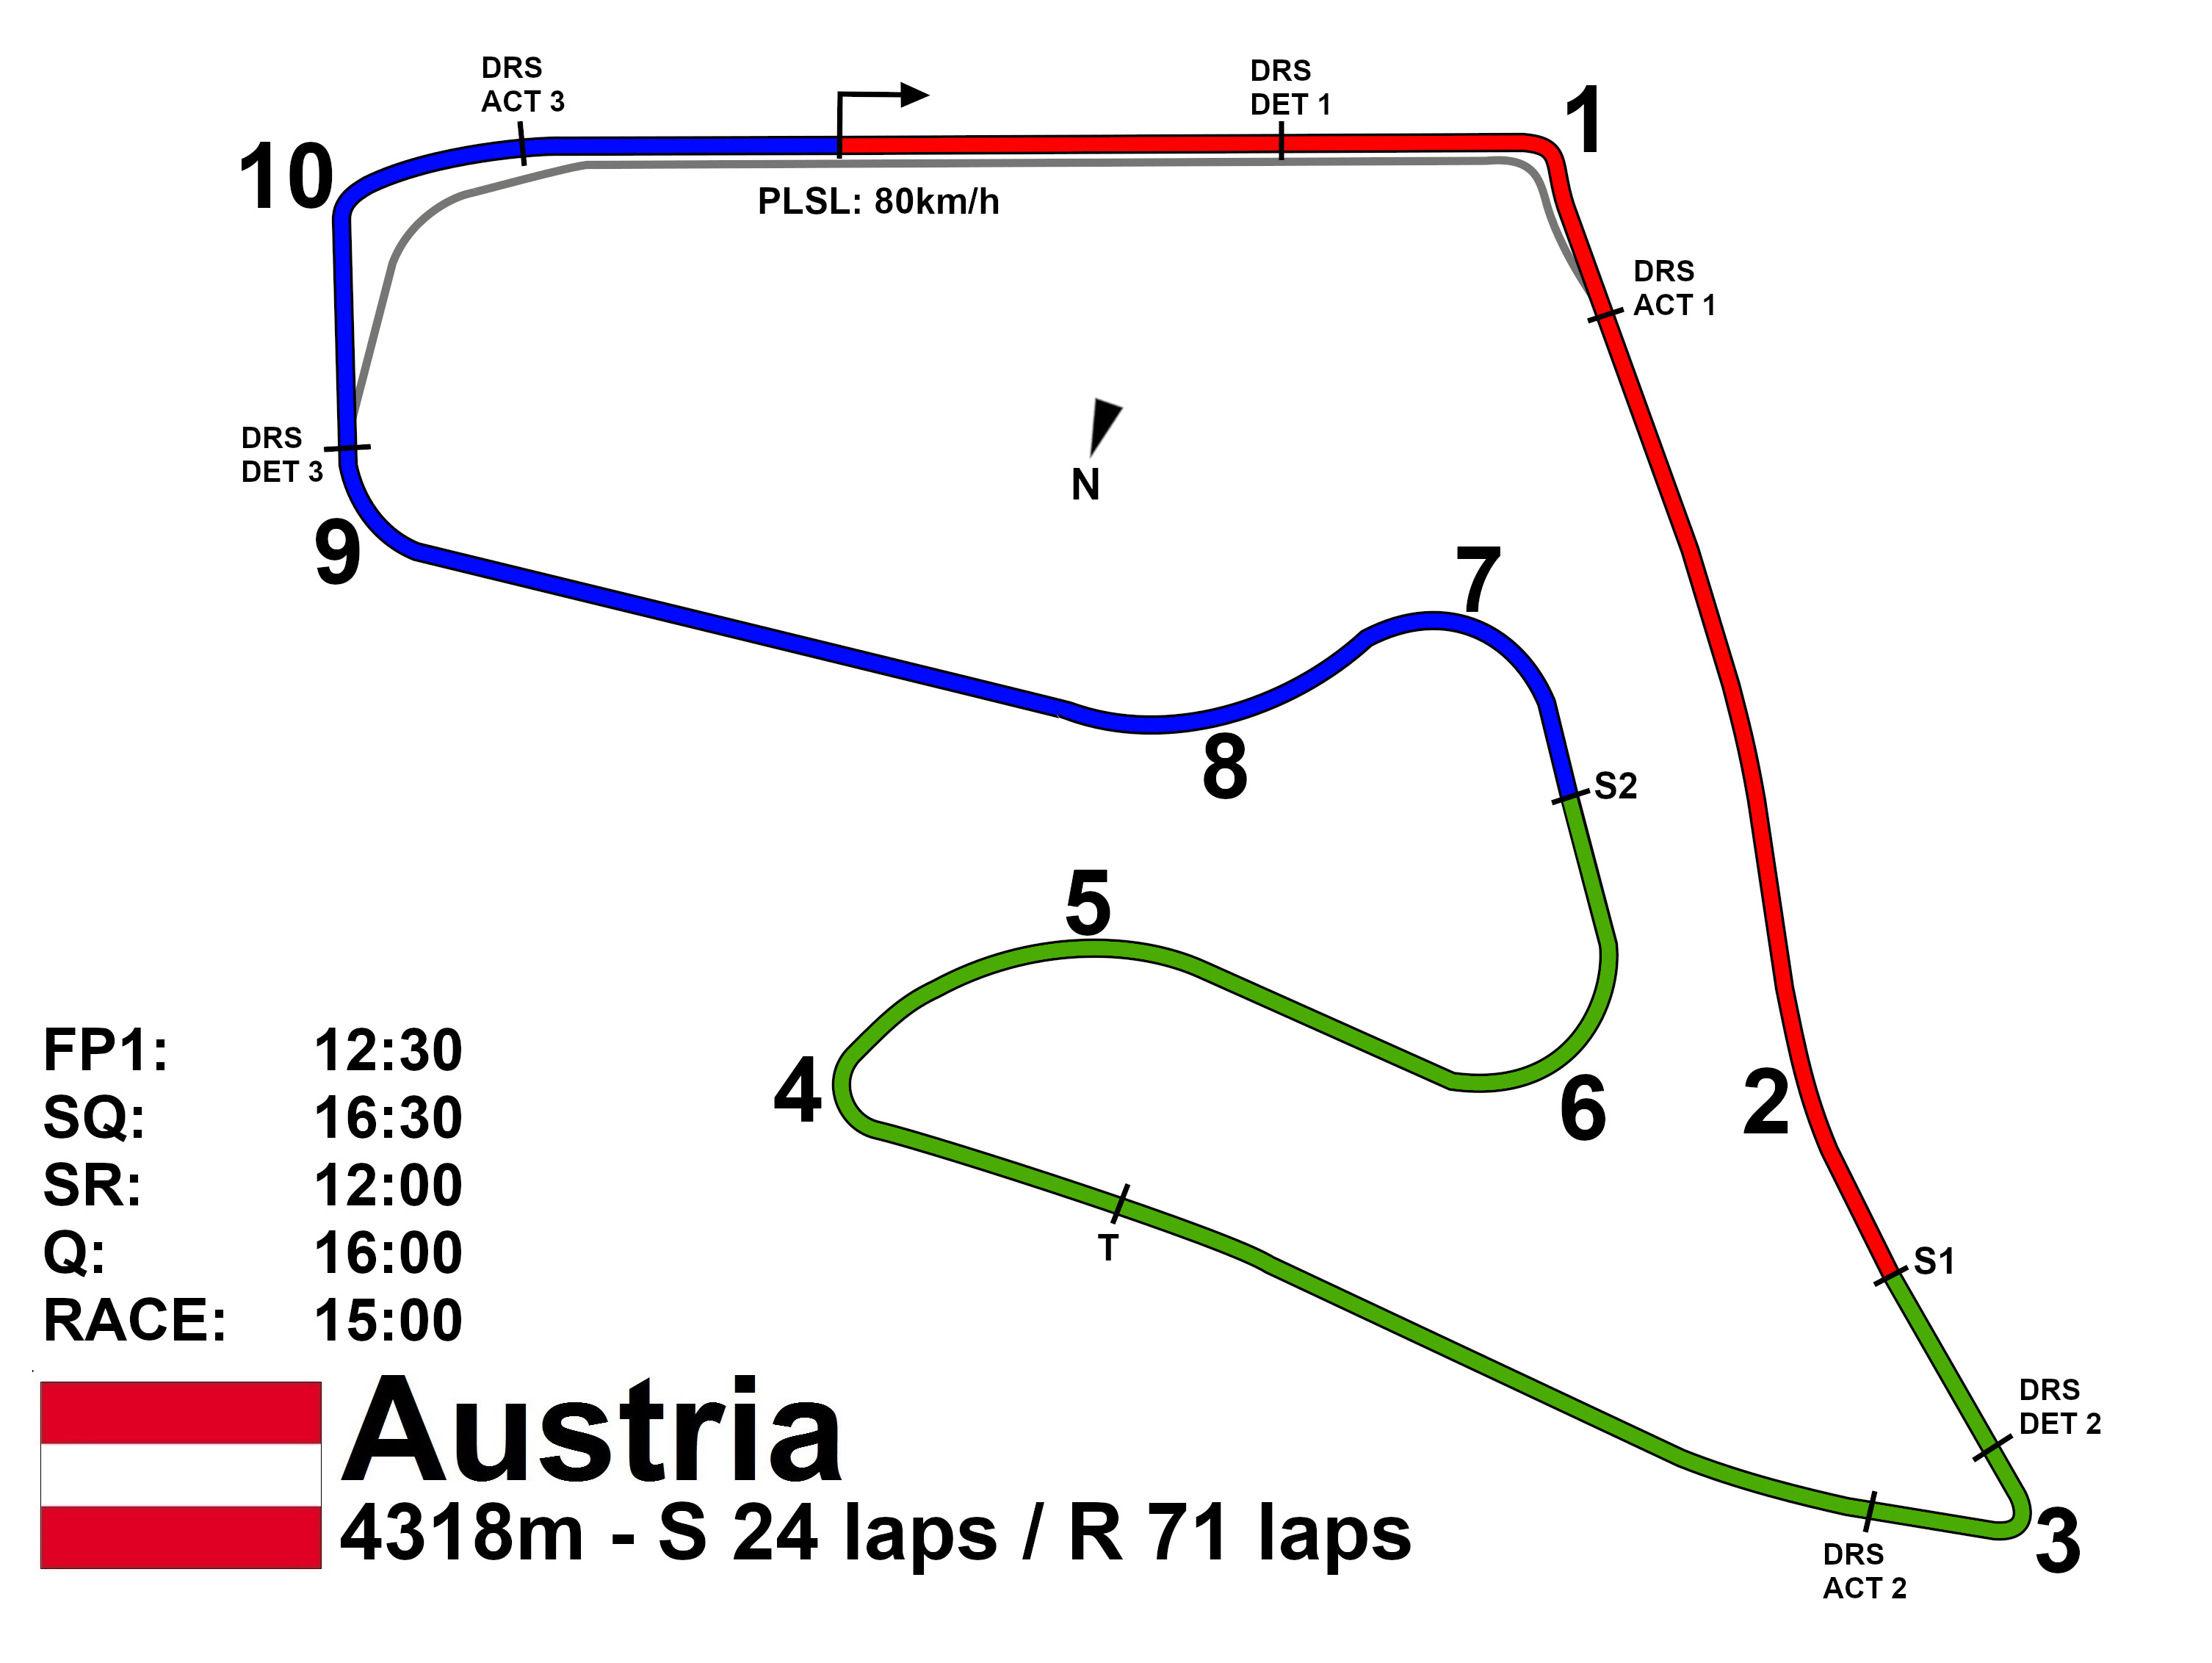 DRS
ACT 3
DRS
DET 1
1
10
PLSL: 80km/h
DRS
ACT 1
DRS
DET 3
N
9
7
8
S2
5
4
6
2
T
S1
FP1: 12:30
SQ: 16:30
SR: 12:00
Q: 16:00
RACE: 15:00
DRS
DET 2
3
DRS
ACT 2
Austria
4318m - S 24 laps / R 71 laps